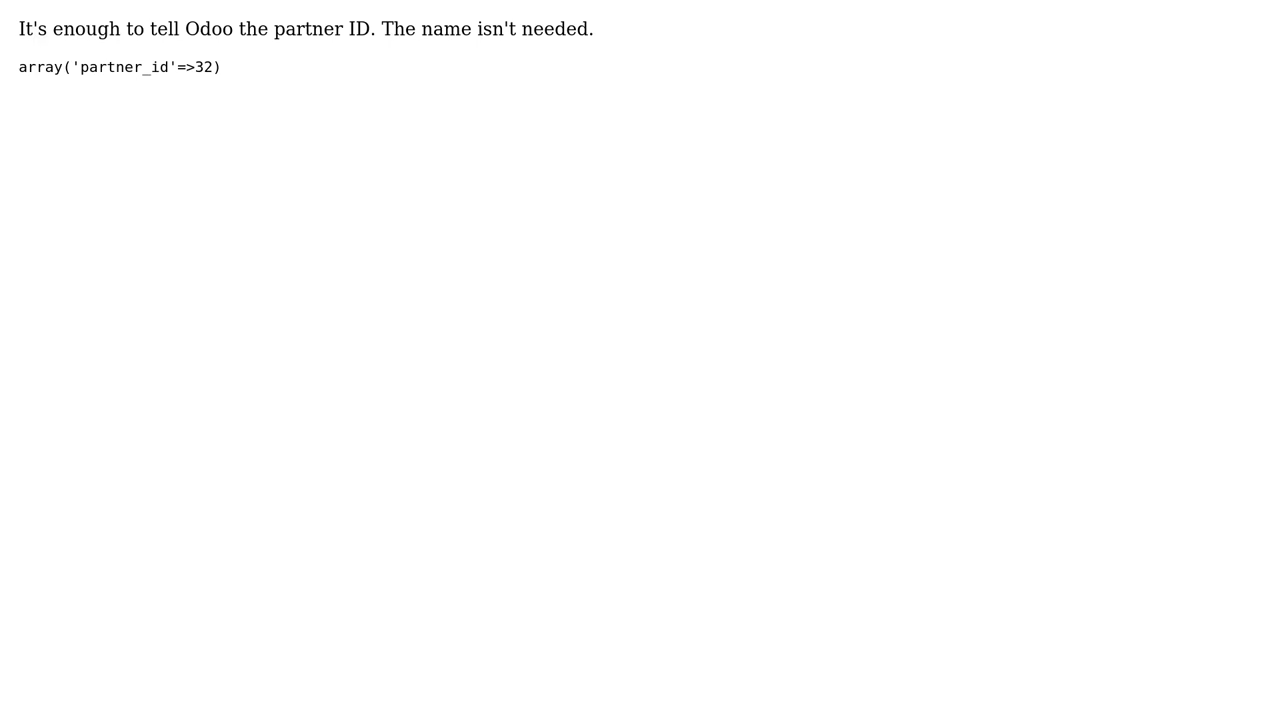 It's enough to tell Odoo the partner ID. The name isn't needed.
array('partner_id'=>32)